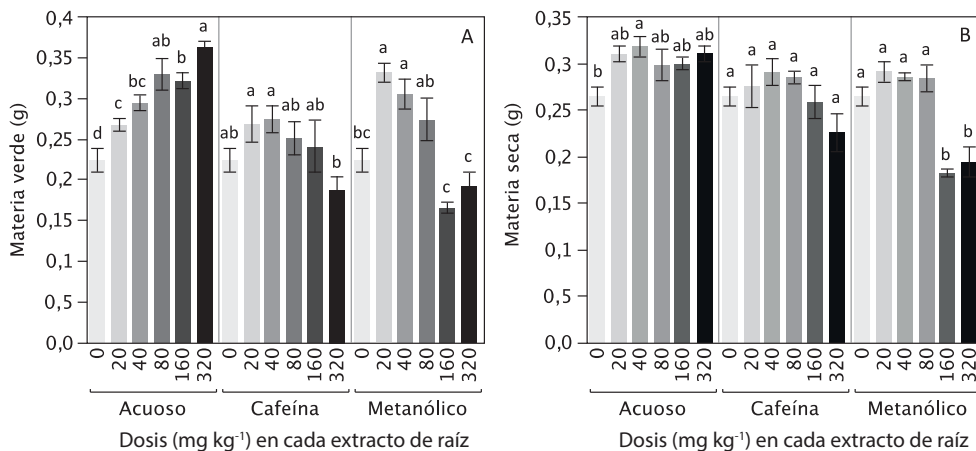 A
Materia verde (g)
0,4
0,35
0,3
0,25
0,2
0,15
0,1
0,5
0,0
d c bc ab b a
ab a a ab ab b
bc a ab ab c c
0 20 40 80 160 320 0 20 40 80 160 320 0 20 40 80 160 320
Acuoso Cafeína Metanólico
Dosis (mg kg⁻¹) en cada extracto de raíz
B
Materia seca (g)
0,35
0,3
0,25
0,2
0,15
0,1
0,5
0,0
b ab a ab ab ab
a a a a a a
a a a a b b
0 20 40 80 160 320 0 20 40 80 160 320 0 20 40 80 160 320
Acuoso Cafeína Metanólico
Dosis (mg kg⁻¹) en cada extracto de raíz